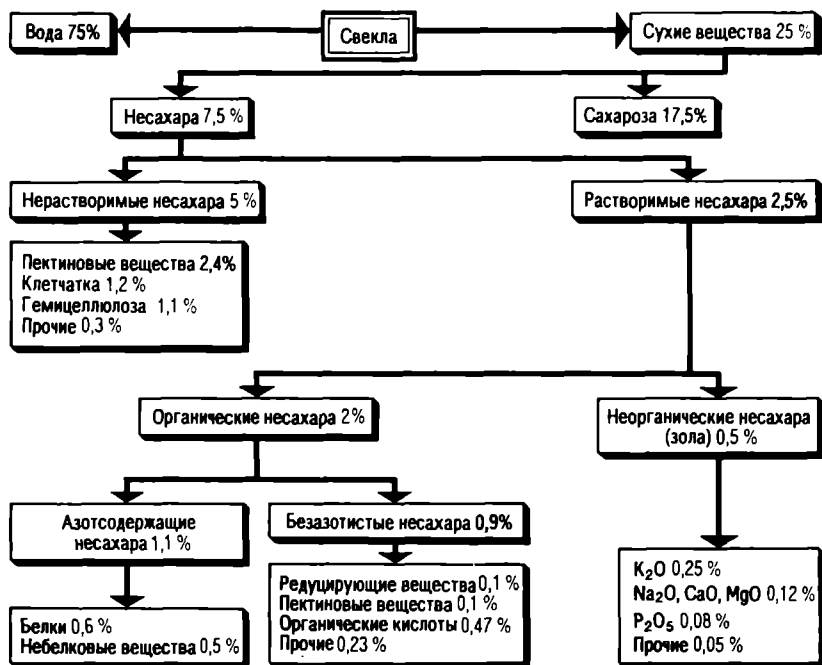 Вода 75%
Свекла
Сухие вещества 25 %
Несахара 7,5 %
Сахароза 17,5%
Нерастворимые несахара 5 %
Растворимые несахара 2,5%
Пектиновые вещества 2,4%
Клетчатка 1,2 %
Гемицеллюлоза 1,1 %
Прочие 0,3 %
Органические несахара 2%
Неорганические несахара
(зола) 0,5 %
Азотсодержащие
несахара 1,1 %
Безазотистые несахара 0,9%
Белки 0,6 %
Небелковые вещества 0,5 %
Редуцирующие вещества 0,1 %
Пектиновые вещества 0,1 %
Органические кислоты 0,47 %
Прочие 0,23 %
K₂O 0,25 %
Na₂O, CaO, MgO 0,12 %
P₂O₅ 0,08 %
Прочие 0,05 %